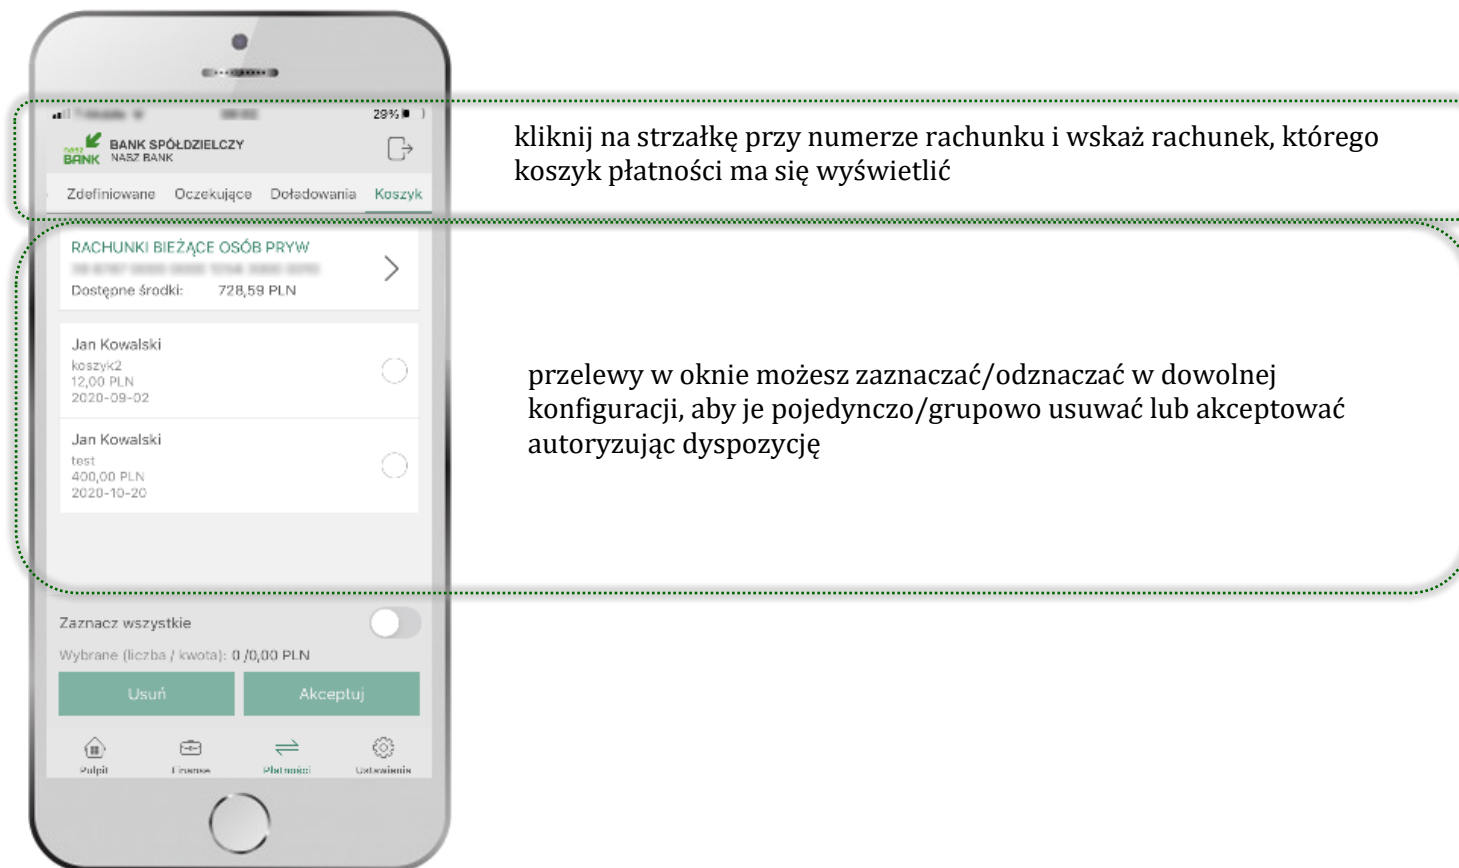 29%
nasz BANK BANK SPÓŁDZIELCZY
NASZ BANK
Zdefiniowane Oczekujące Doładowania Koszyk
kliknij na strzałkę przy numerze rachunku i wskaż rachunek, którego
koszyk płatności ma się wyświetlić
RACHUNKI BIEŻĄCE OSÓB PRYW
Dostępne środki: 728,59 PLN
Jan Kowalski
koszyk2
12,00 PLN
2020-09-02
Jan Kowalski
test
400,00 PLN
2020-10-20
przelewy w oknie możesz zaznaczać/odznaczać w dowolnej
konfiguracji, aby je pojedynczo/grupowo usuwać lub akceptować
autoryzując dyspozycję
Zaznacz wszystkie
Wybrane (liczba / kwota): 0 /0,00 PLN
Usuń Akceptuj
Pulpit Finanse Płatności Ustawienia